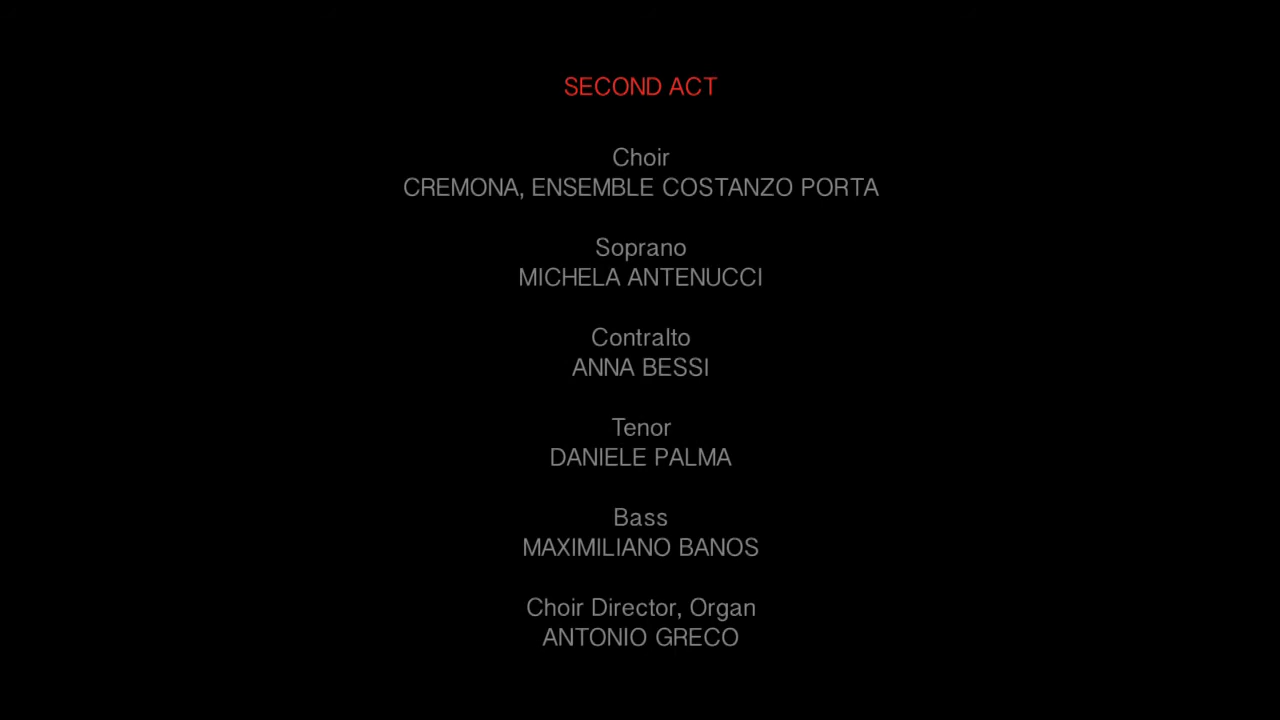 SECOND ACT
Choir
CREMONA, ENSEMBLE COSTANZO PORTA
Soprano
MICHELA ANTENUCCI
Contralto
ANNA BESSI
Tenor
DANIELE PALMA
Bass
MAXIMILIANO BANOS
Choir Director, Organ
ANTONIO GRECO